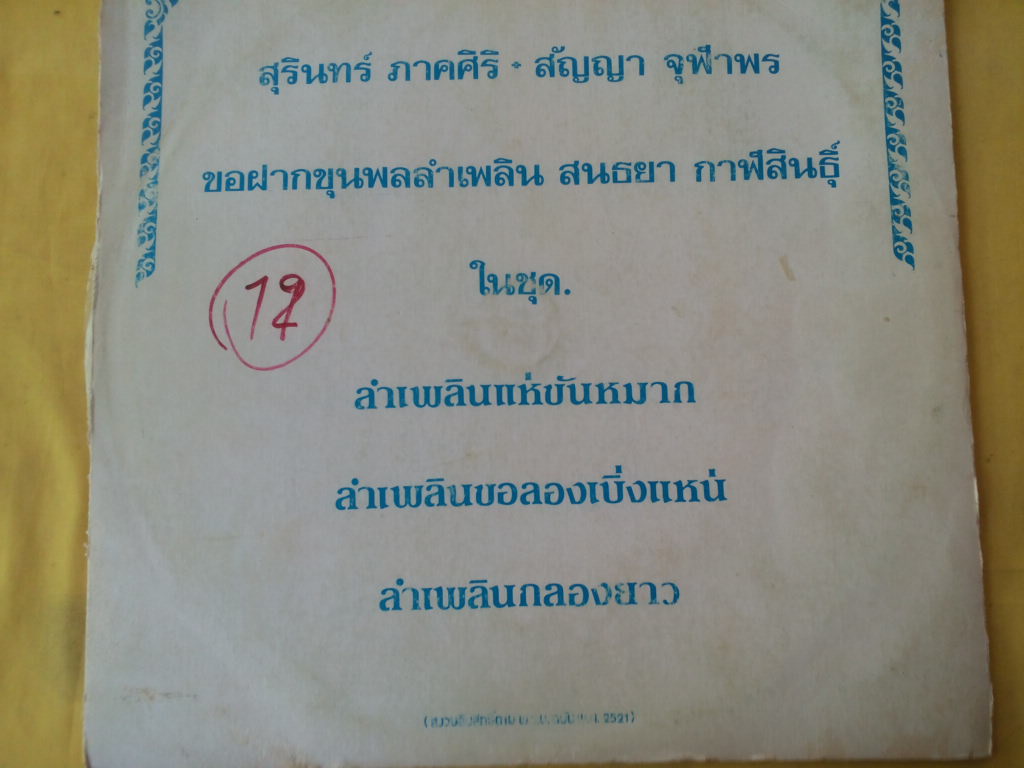 สุรินทร์ ภาคศิริ * สัญญา จุฬาพร
ขอฝากขุนพลลำเพลิน สนธยา กาฬสินธุ์
ในชุด.
ลำเพลินแห่ขันหมาก
ลำเพลินขอลองเบิ่งแหน่
ลำเพลินกลองยาว
2521)